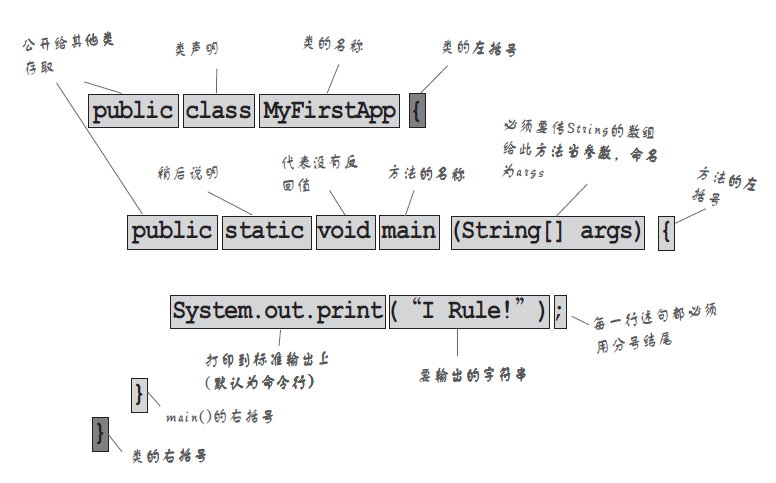 公开给其他类
存取
类声明
类的名称
类的左括号
public class MyFirstApp {
必须要传String的数组
给此方法当参数，命名
为args
稍后说明
代表没有反
回值
方法的名称
方法的左
括号
public static void main (String[] args) {
System.out.print(“I Rule!”);
每一行述句都必须
用分号结尾
打印到标准输出上
（默认为命令行）
要输出的字符串
}
main()的右括号
}
类的右括号